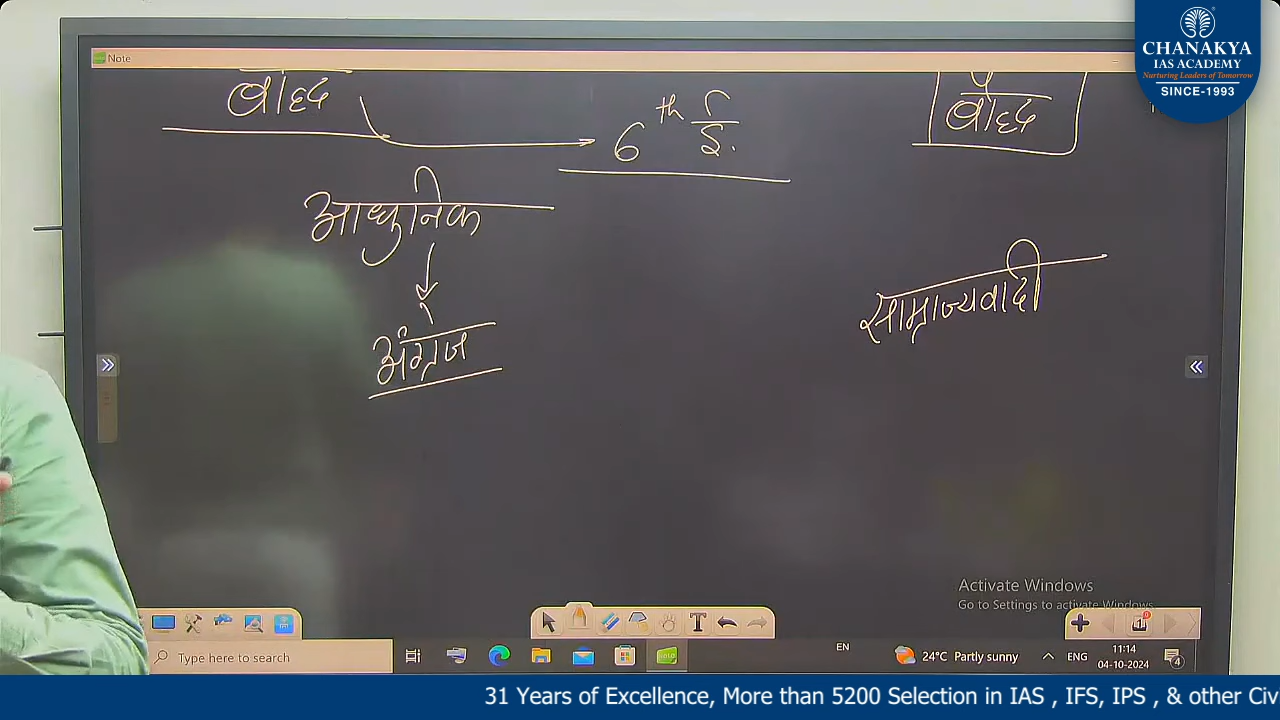 CHANAKYA
IAS ACADEMY
Nurturing Leaders of Tomorrow
SINCE-1993
Note
बौद्ध
6th ई.
बौद्ध
आधुनिक
साम्राज्यवादी
अंग्रेज
Activate Windows
Go to Settings to activate Windows.
Type here to search
EN
24°C Partly sunny
ENG
11:14
04-10-2024
4
31 Years of Excellence, More than 5200 Selection in IAS , IFS, IPS , & other Civ